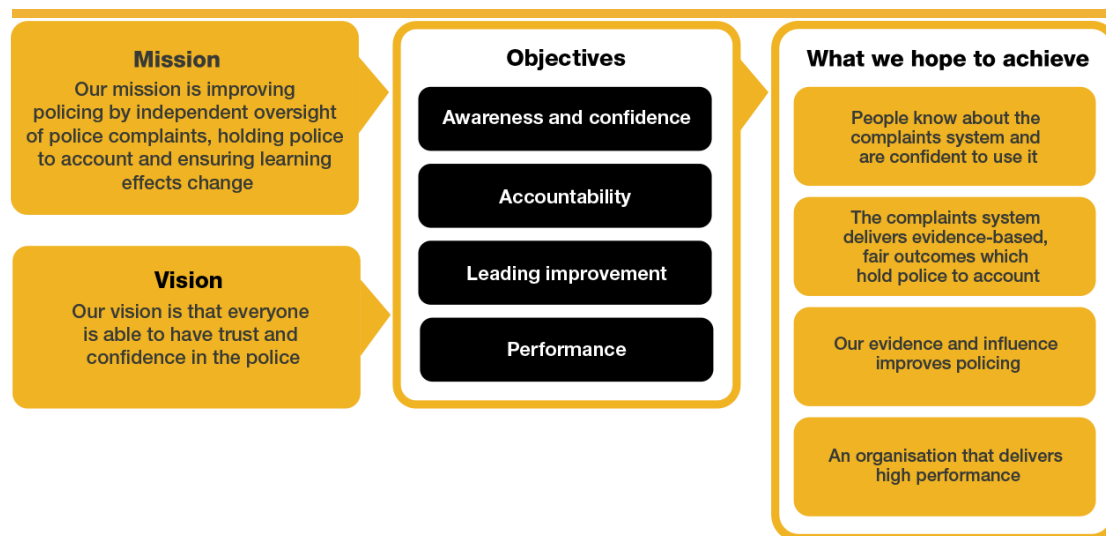 Mission
Our mission is improving
policing by independent oversight
of police complaints, holding police
to account and ensuring learning
effects change
Vision
Our vision is that everyone
is able to have trust and
confidence in the police
Objectives
Awareness and confidence
Accountability
Leading improvement
Performance
What we hope to achieve
People know about the
complaints system and
are confident to use it
The complaints system
delivers evidence-based,
fair outcomes which
hold police to account
Our evidence and influence
improves policing
An organisation that delivers
high performance